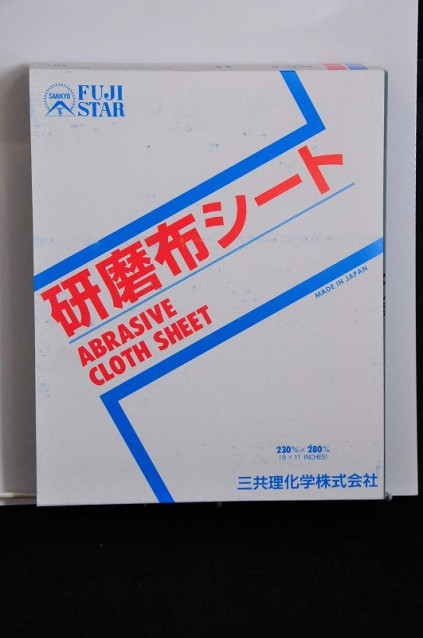 SANKYO
FUJI
STAR
研磨布シート
ABRASIVE
CLOTH SHEET
MADE IN JAPAN
230㎜×280㎜
(9×11 INCHES)
三共理化学株式会社